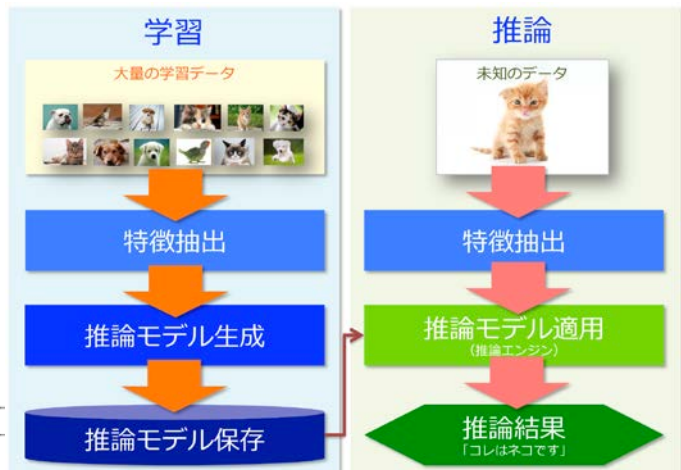 学習
大量の学習データ
特徴抽出
推論モデル生成
推論モデル保存
推論
未知のデータ
特徴抽出
推論モデル適用
(推論エンジン)
推論結果
「コレはネコです」